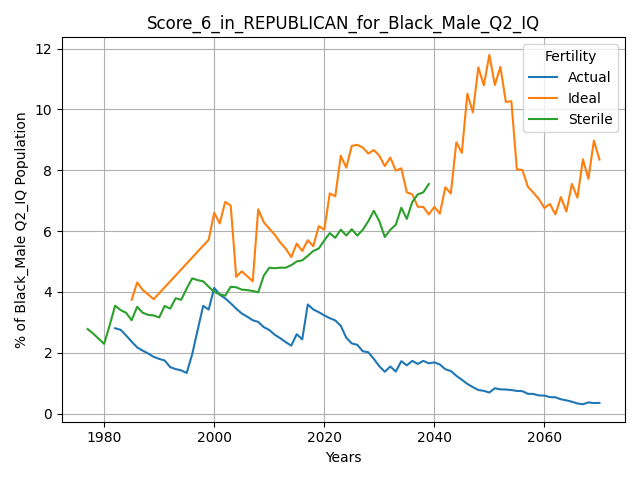 Score_6_in_REPUBLICAN_for_Black_Male_Q2_IQ
% of Black_Male Q2_IQ Population
12
10
8
6
4
2
0
Fertility
Actual
Ideal
Sterile
1980
2000
2020
2040
2060
Years